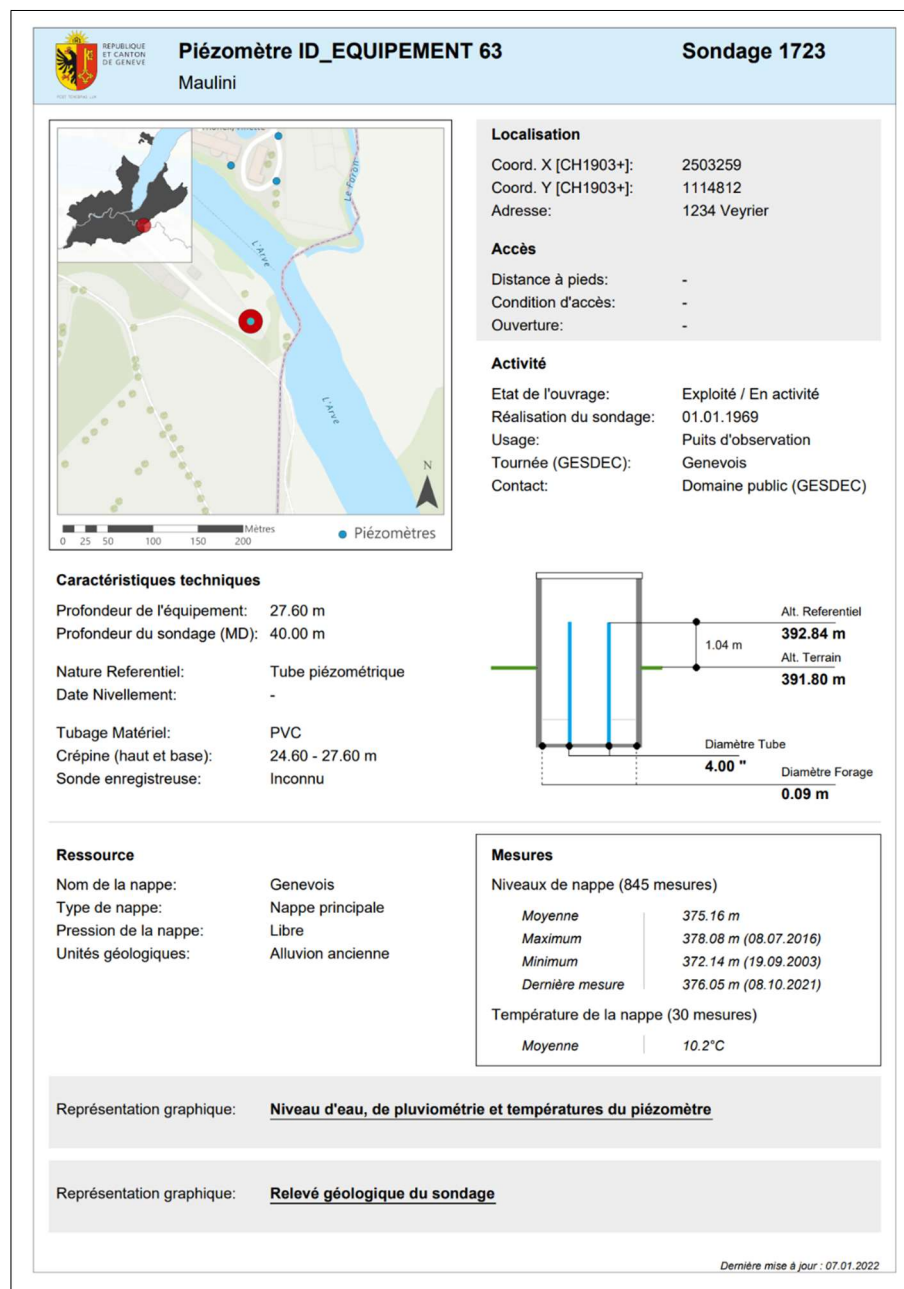 REPUBLIQUE
ET CANTON
DE GENEVE
POST TENEBRAS LUX
Piézomètre ID_EQUIPEMENT 63
Sondage 1723
Maulini
Le Foron
L'Arve
L'Arve
N
Mètres
0 25 50 100 150 200
Piézomètres
Localisation
Coord. X [CH1903+]: 2503259
Coord. Y [CH1903+]: 1114812
Adresse: 1234 Veyrier
Accès
Distance à pieds: -
Condition d'accès: -
Ouverture: -
Activité
Etat de l'ouvrage: Exploité / En activité
Réalisation du sondage: 01.01.1969
Usage: Puits d'observation
Tournée (GESDEC): Genevois
Contact: Domaine public (GESDEC)
Caractéristiques techniques
Profondeur de l'équipement: 27.60 m
Profondeur du sondage (MD): 40.00 m
Nature Referentiel: Tube piézométrique
Date Nivellement: -
Tubage Matériel: PVC
Crépine (haut et base): 24.60 - 27.60 m
Sonde enregistreuse: Inconnu
Alt. Referentiel
392.84 m
1.04 m
Alt. Terrain
391.80 m
Diamètre Tube
4.00 "
Diamètre Forage
0.09 m
Ressource
Nom de la nappe: Genevois
Type de nappe: Nappe principale
Pression de la nappe: Libre
Unités géologiques: Alluvion ancienne
Mesures
Niveaux de nappe (845 mesures)
Moyenne 375.16 m
Maximum 378.08 m (08.07.2016)
Minimum 372.14 m (19.09.2003)
Dernière mesure 376.05 m (08.10.2021)
Température de la nappe (30 mesures)
Moyenne 10.2°C
Représentation graphique: Niveau d'eau, de pluviométrie et températures du piézomètre
Représentation graphique: Relevé géologique du sondage
Dernière mise à jour : 07.01.2022